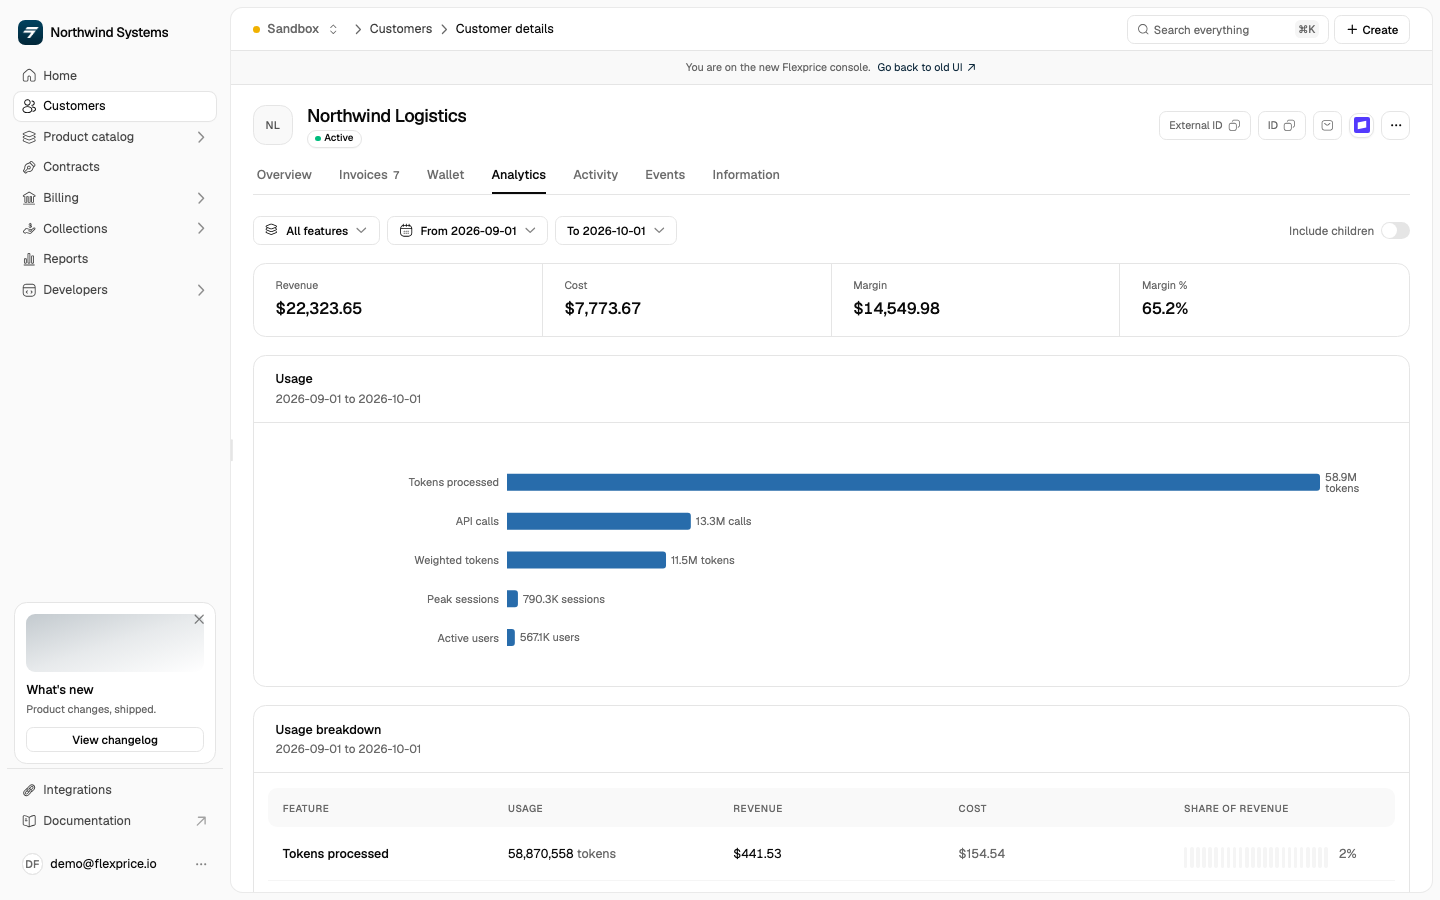 Northwind Systems
Home
Customers
Product catalog
Contracts
Billing
Collections
Reports
Developers
What's new
Product changes, shipped.
View changelog
Integrations
Documentation
DF demo@flexprice.io
Sandbox Customers Customer details
Search everything ⌘K
Create
You are on the new Flexprice console. Go back to old UI
NL
Northwind Logistics
Active
External ID
ID
Overview Invoices 7 Wallet Analytics Activity Events Information
All features From 2026-09-01 To 2026-10-01
Include children
Revenue Cost Margin Margin %
$22,323.65 $7,773.67 $14,549.98 65.2%
Usage
2026-09-01 to 2026-10-01
Tokens processed 58.9M tokens
API calls 13.3M calls
Weighted tokens 11.5M tokens
Peak sessions 790.3K sessions
Active users 567.1K users
Usage breakdown
2026-09-01 to 2026-10-01
FEATURE USAGE REVENUE COST SHARE OF REVENUE
Tokens processed 58,870,558 tokens $441.53 $154.54 2%